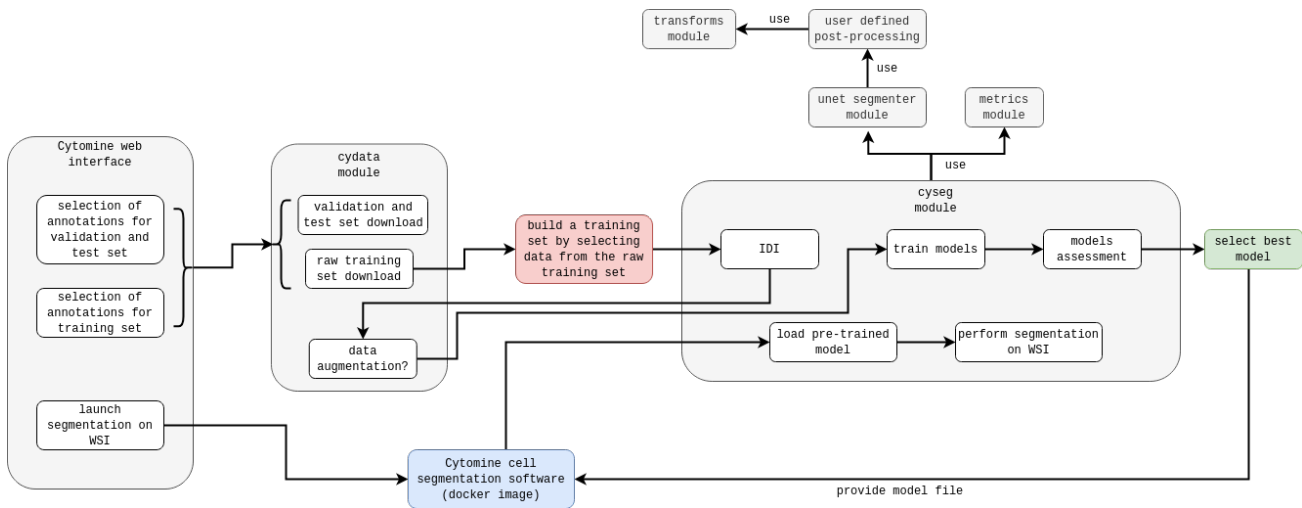 transforms
module
use
user defined
post-processing
use
unet segmenter
module
metrics
module
use
Cytomine web
interface
selection of
annotations for
validation and
test set
selection of
annotations for
training set
launch
segmentation on
WSI
cydata
module
validation and
test set download
raw training
set download
data
augmentation?
build a training
set by selecting
data from the raw
training set
cyseg
module
IDI
train models
models
assessment
load pre-trained
model
perform segmentation
on WSI
select best
model
Cytomine cell
segmentation software
(docker image)
provide model file